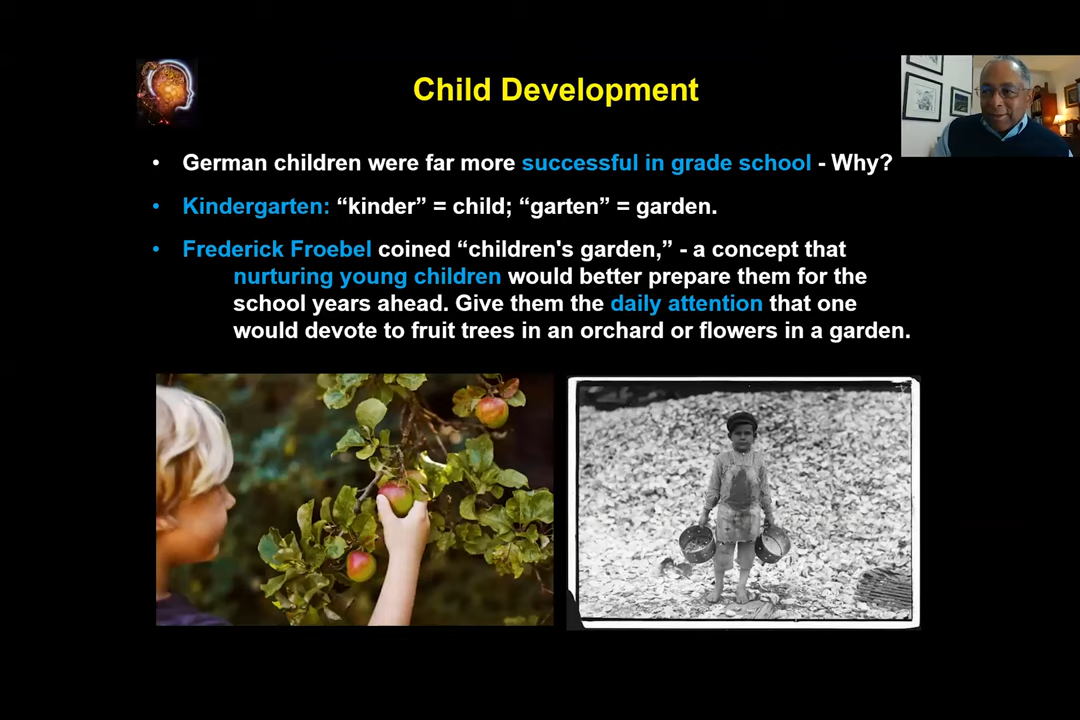 Child Development
• German children were far more successful in grade school - Why?
• Kindergarten: “kinder” = child; “garten” = garden.
• Frederick Froebel coined “children's garden,” - a concept that
nurturing young children would better prepare them for the
school years ahead. Give them the daily attention that one
would devote to fruit trees in an orchard or flowers in a garden.